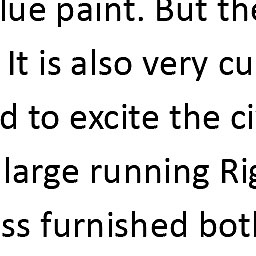 lue paint. But the
It is also very cu
d to excite the ci
large running Rig
ss furnished both